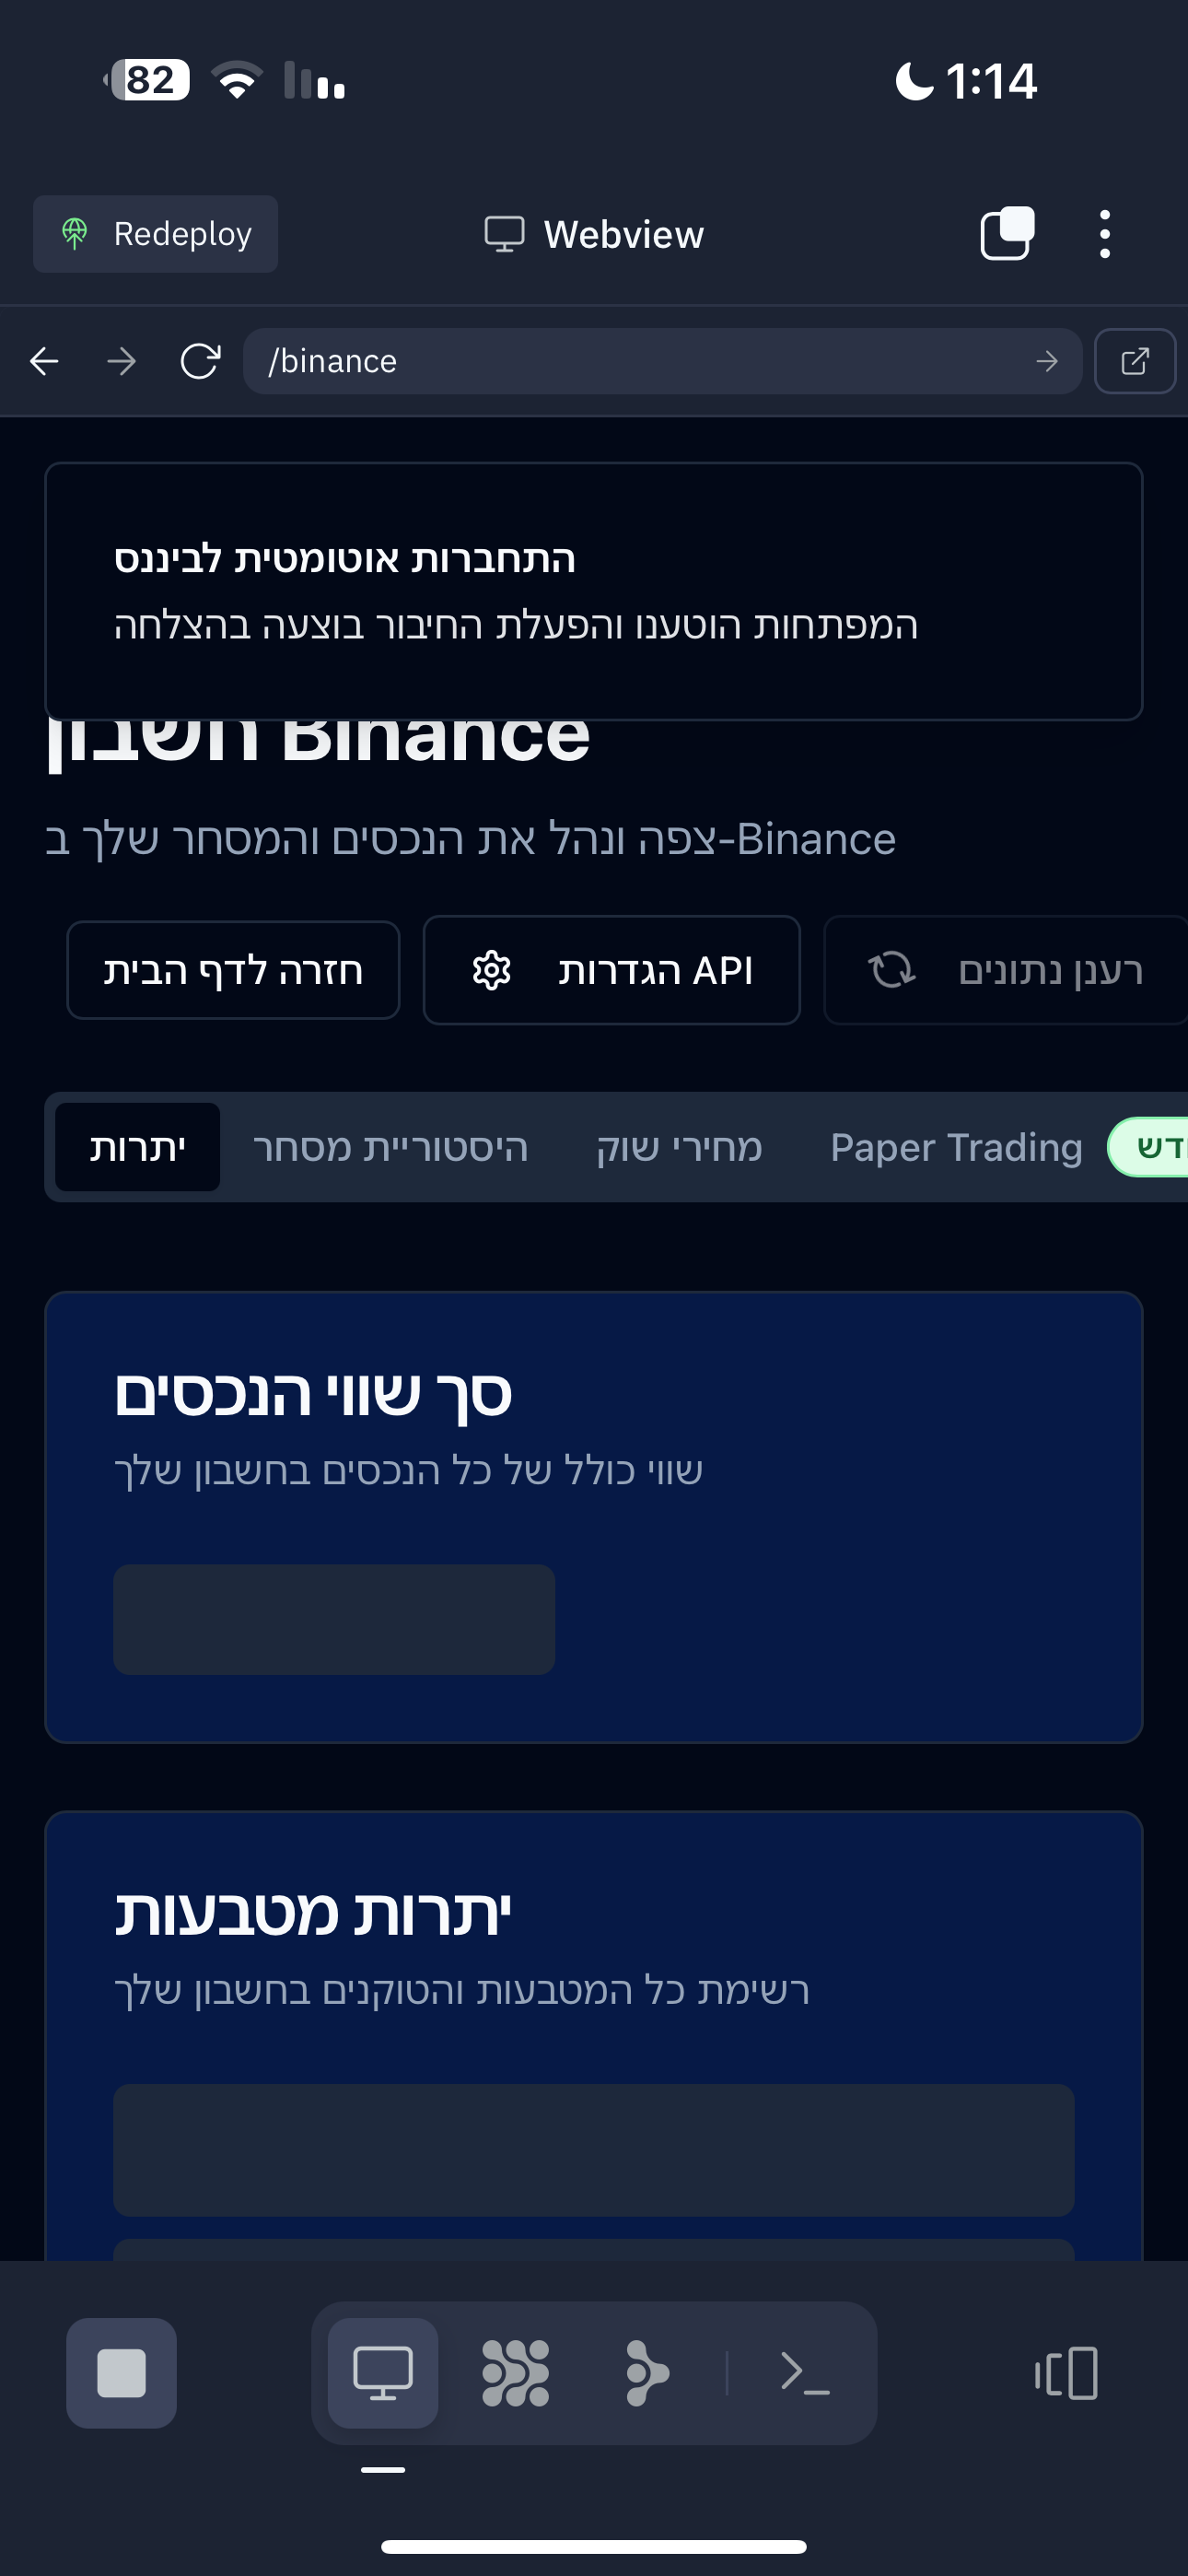 82
1:14
Redeploy
Webview
/binance
התחברות אוטומטית לביננס
המפתחות הוטענו והפעלת החיבור בוצעה בהצלחה
חשבון Binance
צפה ונהל את הנכסים והמסחר שלך ב-Binance
חזרה לדף הבית
הגדרות API
רענן נתונים
יתרות
היסטוריית מסחר
מחירי שוק
Paper Trading
סך שווי הנכסים
שווי כולל של כל הנכסים בחשבון שלך
יתרות מטבעות
רשימת כל המטבעות והטוקנים בחשבון שלך